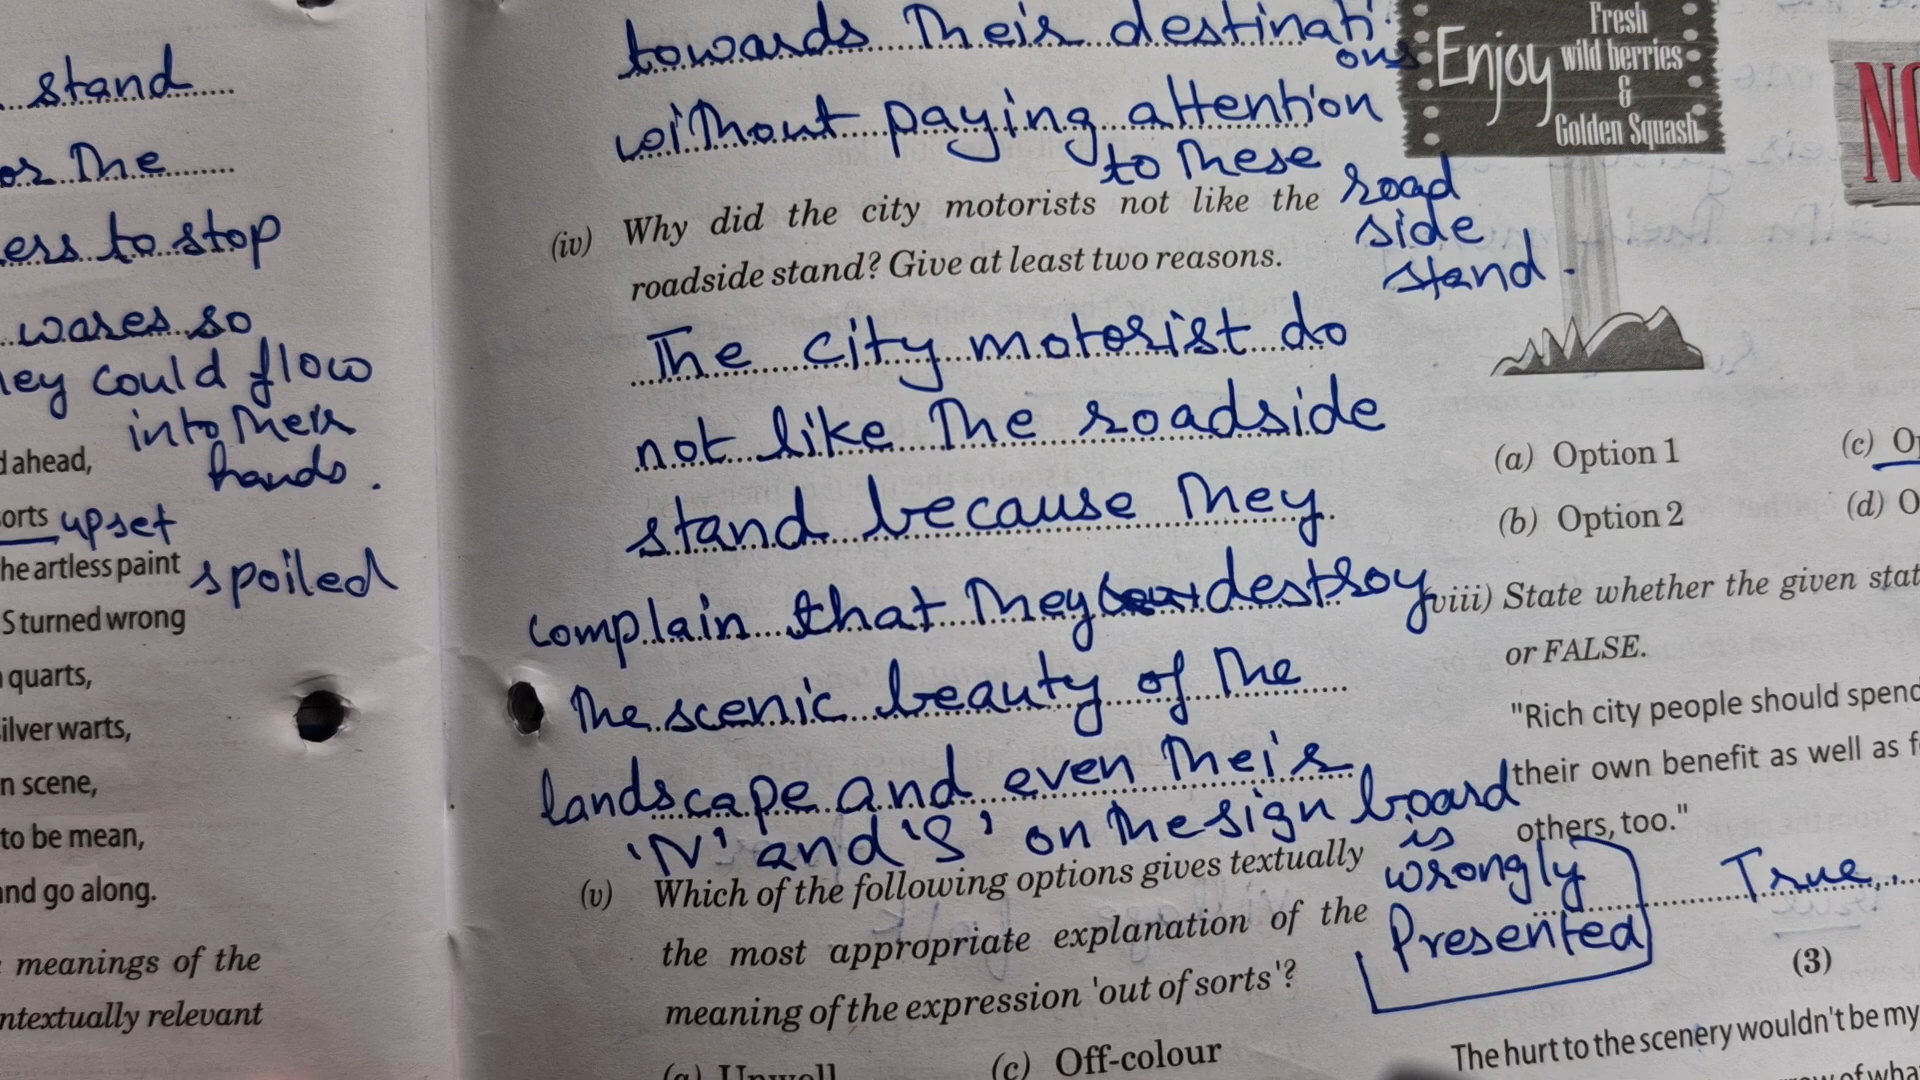 stand
or the
ers to stop
wares so
hey could flow
into their
hands.
d ahead,
orts upset
he artless paint spoiled
S turned wrong
quarts,
ilver warts,
n scene,
to be mean,
and go along.
meanings of the
ntextually relevant
towards their destinati
ons
without paying attention
to these road
side
stand.
(iv) Why did the city motorists not like the
roadside stand? Give at least two reasons.
The city motorist do
not like the roadside
stand because they
complain that they destroy
the scenic beauty of the
landscape and even their
'N' and 'S' on the sign board
is
wrongly
Presented
(v) Which of the following options gives textually
the most appropriate explanation of the
meaning of the expression 'out of sorts'?
(a) Unwell
(c) Off-colour
Enjoy
Fresh
wild berries
&
Golden Squash
NO
(a) Option 1
(c) Op
(b) Option 2
(d) O
viii) State whether the given stat
or FALSE.
"Rich city people should spend
their own benefit as well as f
others, too."
True
(3)
The hurt to the scenery wouldn't be my